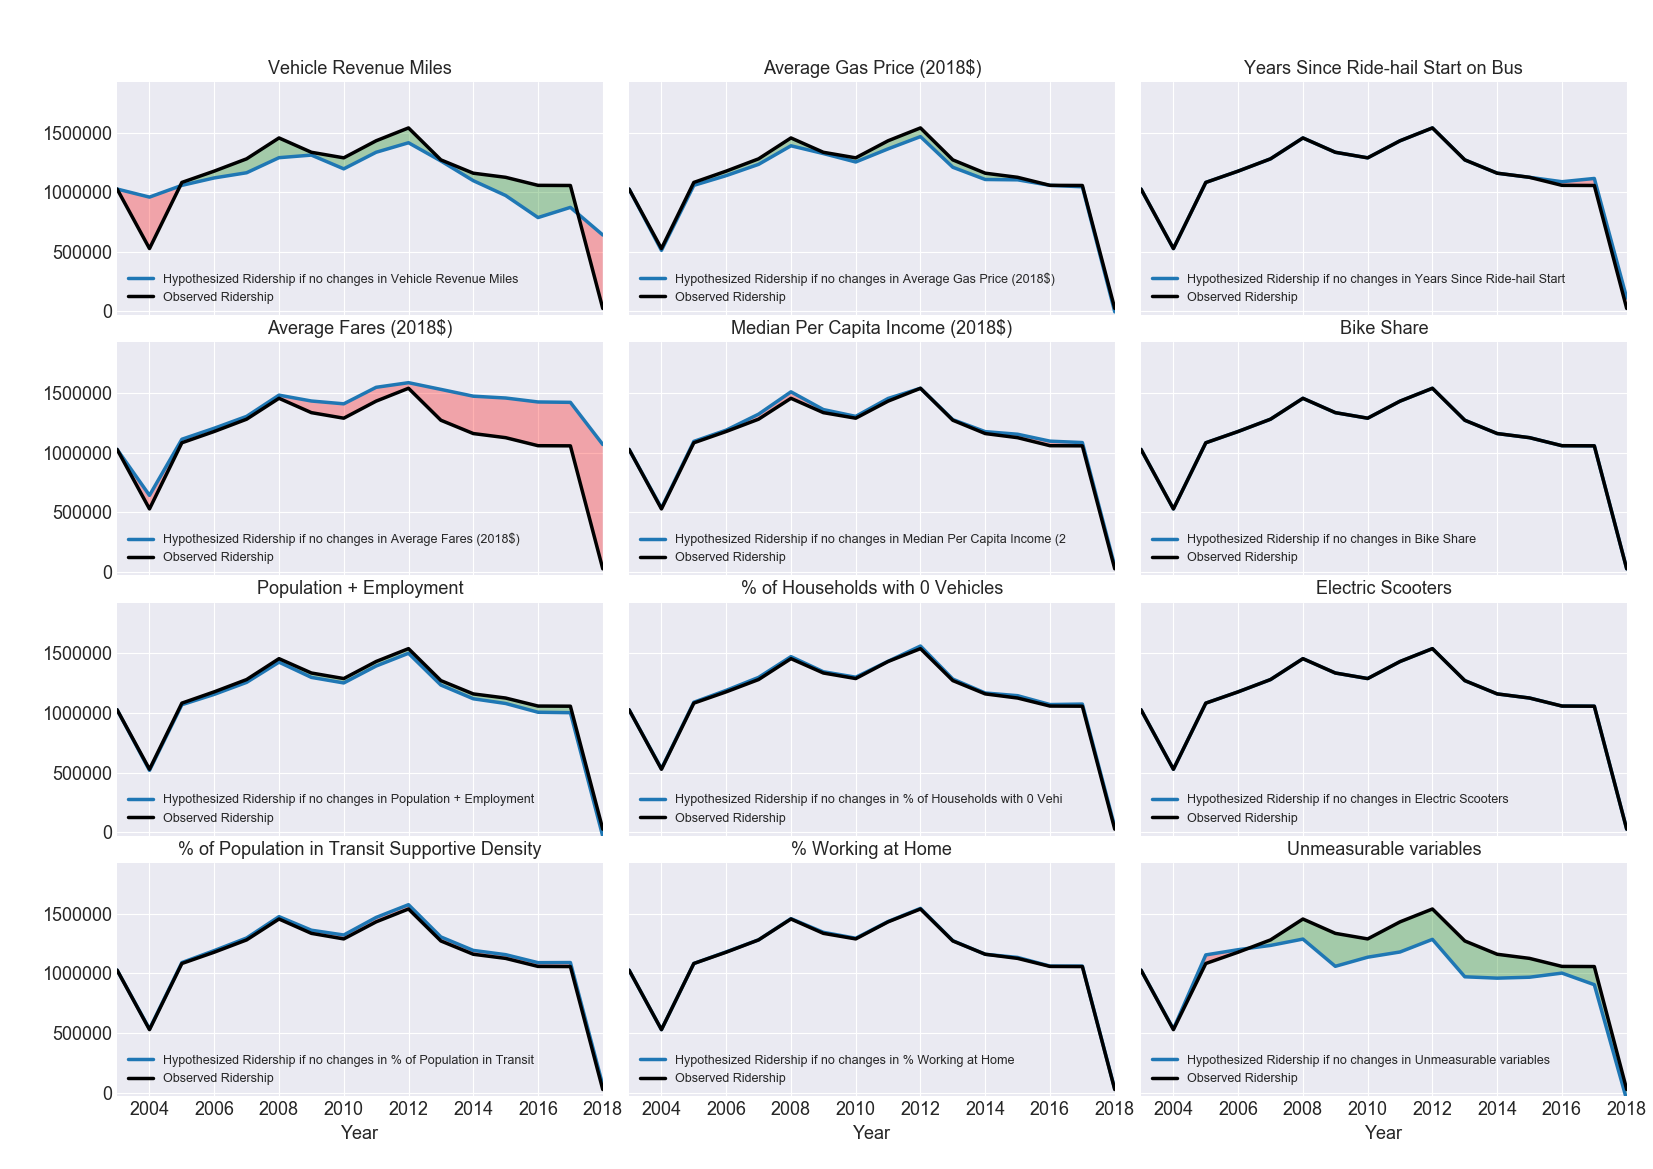 Vehicle Revenue Miles
Average Gas Price (2018$)
Years Since Ride-hail Start on Bus
1500000
1000000
500000
0
Hypothesized Ridership if no changes in Vehicle Revenue Miles
Observed Ridership
Hypothesized Ridership if no changes in Average Gas Price (2018$)
Observed Ridership
Hypothesized Ridership if no changes in Years Since Ride-hail Start
Observed Ridership
Average Fares (2018$)
Median Per Capita Income (2018$)
Bike Share
1500000
1000000
500000
0
Hypothesized Ridership if no changes in Average Fares (2018$)
Observed Ridership
Hypothesized Ridership if no changes in Median Per Capita Income (2
Observed Ridership
Hypothesized Ridership if no changes in Bike Share
Observed Ridership
Population + Employment
% of Households with 0 Vehicles
Electric Scooters
1500000
1000000
500000
0
Hypothesized Ridership if no changes in Population + Employment
Observed Ridership
Hypothesized Ridership if no changes in % of Households with 0 Vehi
Observed Ridership
Hypothesized Ridership if no changes in Electric Scooters
Observed Ridership
% of Population in Transit Supportive Density
% Working at Home
Unmeasurable variables
1500000
1000000
500000
0
Hypothesized Ridership if no changes in % of Population in Transit
Observed Ridership
Hypothesized Ridership if no changes in % Working at Home
Observed Ridership
Hypothesized Ridership if no changes in Unmeasurable variables
Observed Ridership
2004 2006 2008 2010 2012 2014 2016 2018
2004 2006 2008 2010 2012 2014 2016 2018
2004 2006 2008 2010 2012 2014 2016 2018
Year
Year
Year